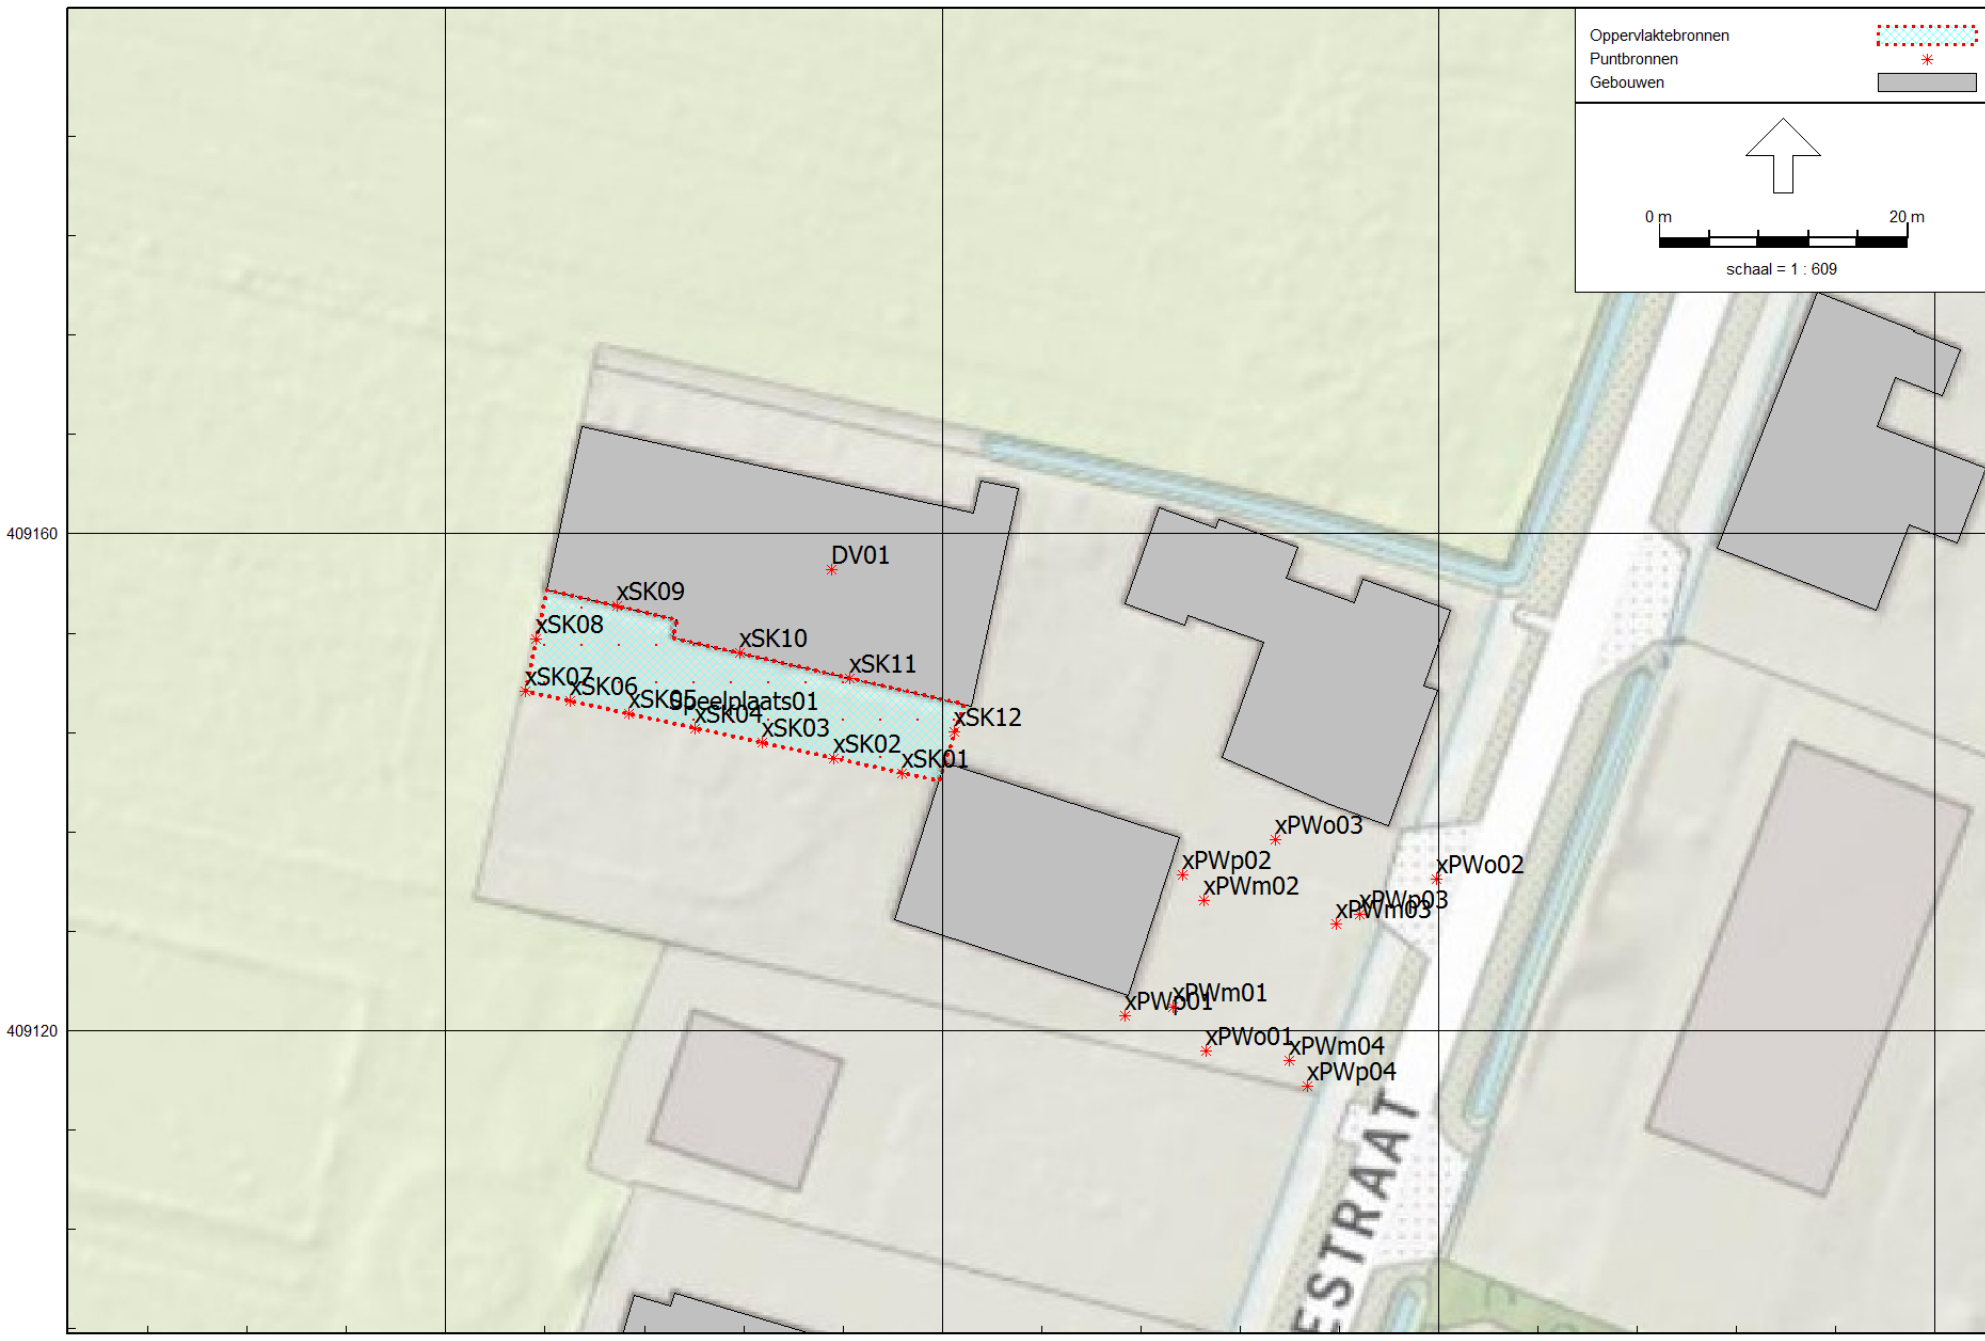 Oppervlaktebronnen
Puntbronnen
Gebouwen
0 m 20 m
schaal = 1 : 609
409160
DV01
xSK09
xSK08
xSK10
xSK11
xSK07
xSK06
xSK05
Speelplaats01
xSK04
xSK12
xSK03
xSK02
xSK01
xPWo03
xPWp02
xPWo02
xPWm02
xPWp03
xPWm03
xPWm01
xPWp01
409120
xPWo01
xPWm04
xPWp04
ESTRAAT